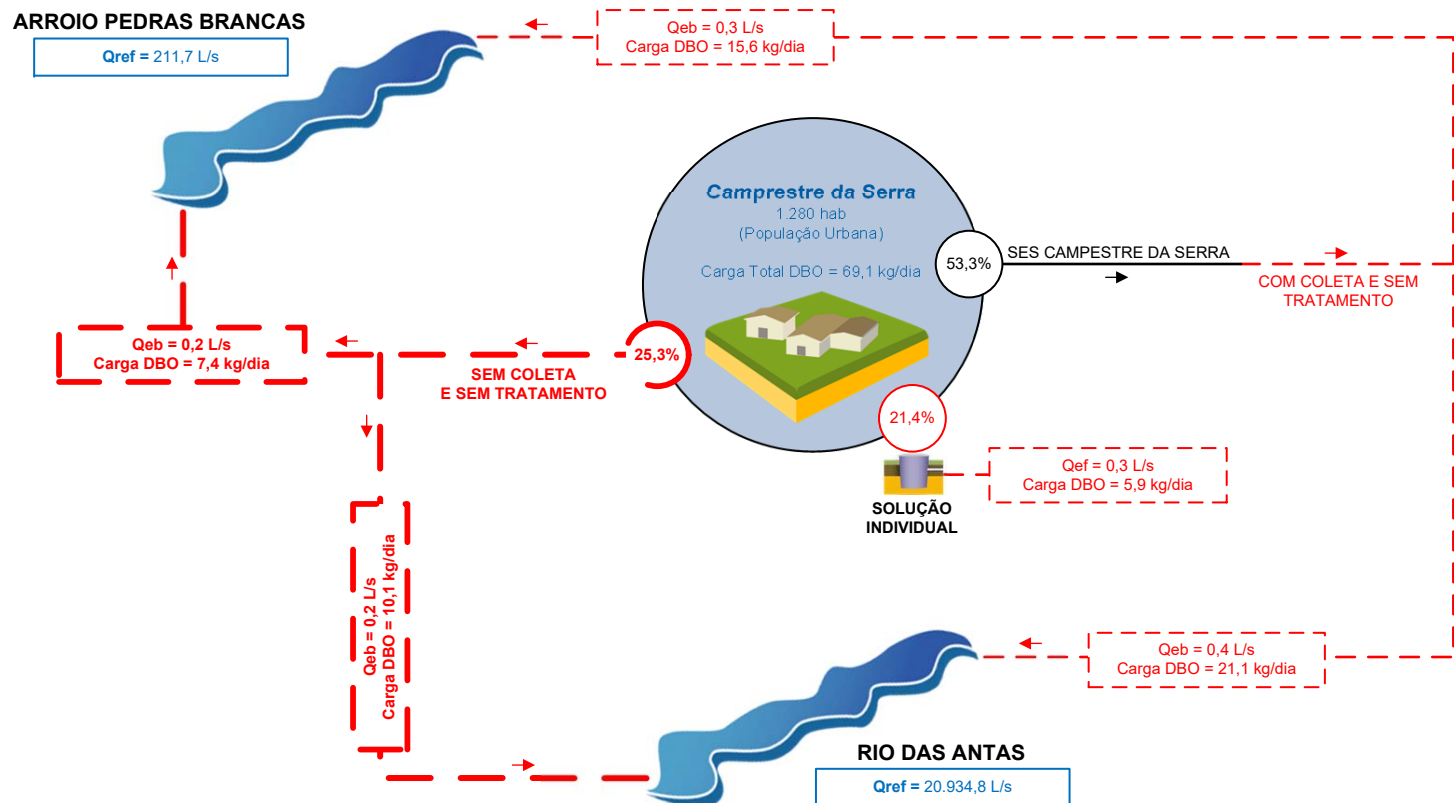 ARROIO PEDRAS BRANCAS
Qref = 211,7 L/s
Qeb = 0,3 L/s
Carga DBO = 15,6 kg/dia
Camprestre da Serra
1.280 hab
(População Urbana)
Carga Total DBO = 69,1 kg/dia
53,3%
SES CAMPESTRE DA SERRA
COM COLETA E SEM
TRATAMENTO
25,3%
SEM COLETA
E SEM TRATAMENTO
Qeb = 0,2 L/s
Carga DBO = 7,4 kg/dia
21,4%
SOLUÇÃO
INDIVIDUAL
Qef = 0,3 L/s
Carga DBO = 5,9 kg/dia
Qeb = 0,2 L/s
Carga DBO = 10,1 kg/dia
Qeb = 0,4 L/s
Carga DBO = 21,1 kg/dia
RIO DAS ANTAS
Qref = 20.934,8 L/s